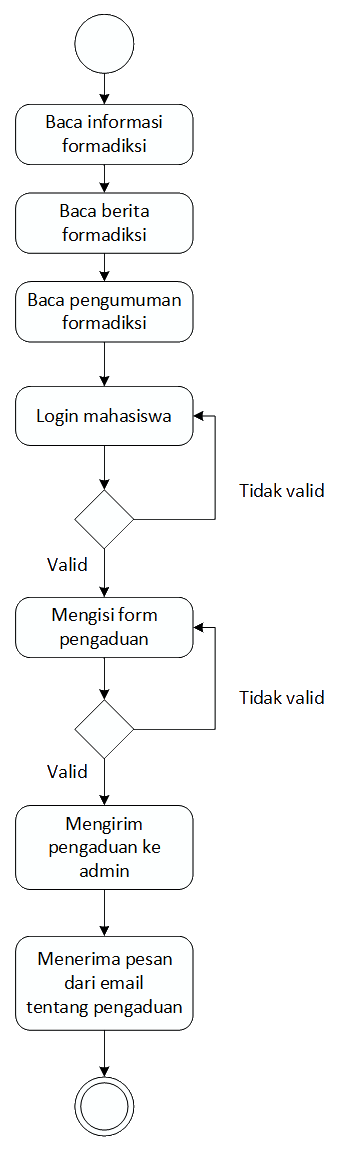 Baca informasi
formadiksi
Baca berita
formadiksi
Baca pengumuman
formadiksi
Login mahasiswa
Tidak valid
Valid
Mengisi form
pengaduan
Tidak valid
Valid
Mengirim
pengaduan ke
admin
Menerima pesan
dari email
tentang pengaduan